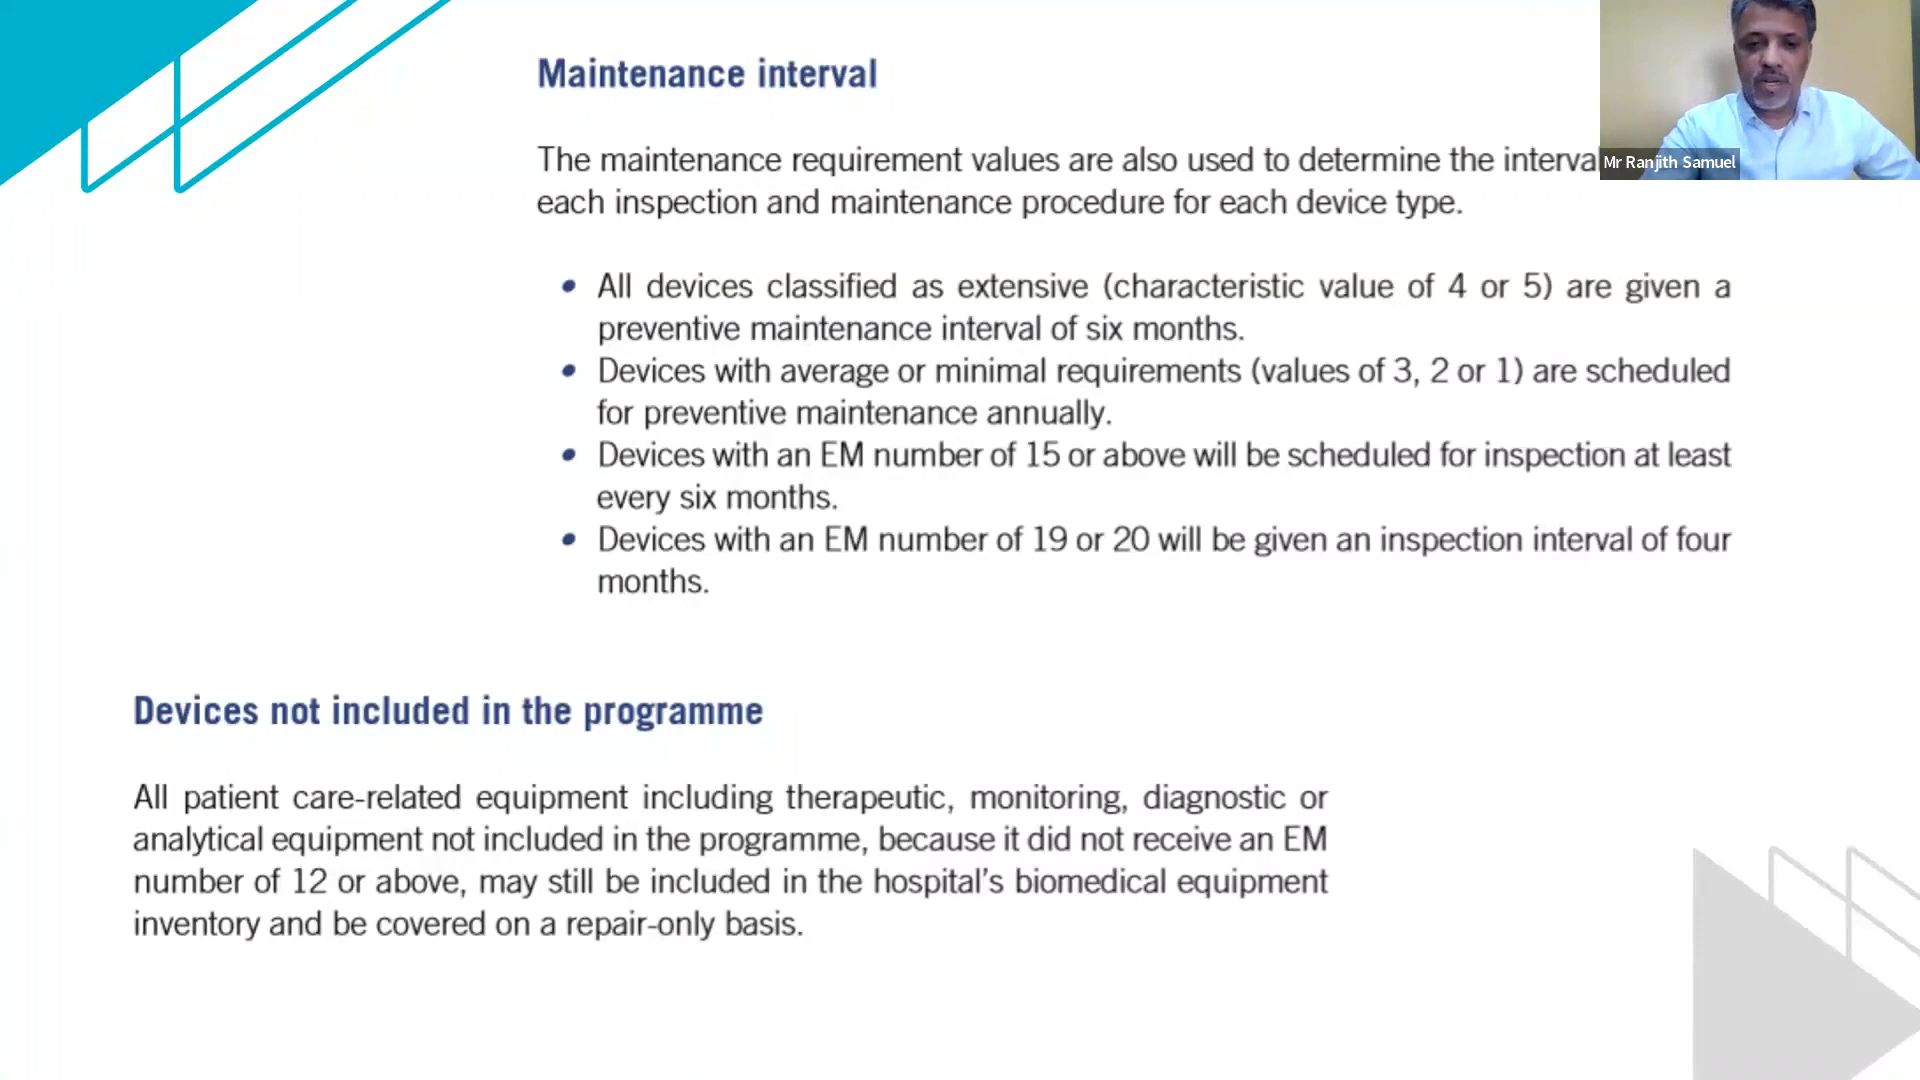 Maintenance interval
Mr Ranjith Samuel
The maintenance requirement values are also used to determine the interva
each inspection and maintenance procedure for each device type.
• All devices classified as extensive (characteristic value of 4 or 5) are given a
preventive maintenance interval of six months.
• Devices with average or minimal requirements (values of 3, 2 or 1) are scheduled
for preventive maintenance annually.
• Devices with an EM number of 15 or above will be scheduled for inspection at least
every six months.
• Devices with an EM number of 19 or 20 will be given an inspection interval of four
months.
Devices not included in the programme
All patient care-related equipment including therapeutic, monitoring, diagnostic or
analytical equipment not included in the programme, because it did not receive an EM
number of 12 or above, may still be included in the hospital’s biomedical equipment
inventory and be covered on a repair-only basis.